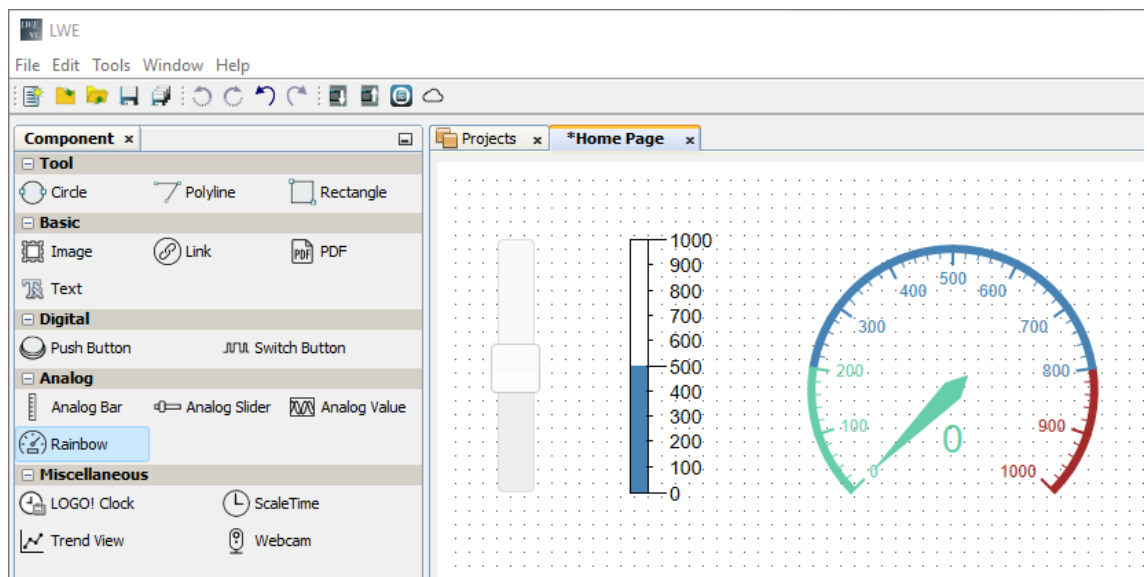 LWE
File Edit Tools Window Help
Component
Tool
Circle Polyline Rectangle
Basic
Image Link PDF
Text
Digital
Push Button Switch Button
Analog
Analog Bar Analog Slider Analog Value
Rainbow
Miscellaneous
LOGO! Clock ScaleTime
Trend View Webcam
Projects *Home Page
1000
900
800
700
600
500
400
300
200
100
0
0
100
200
300
400
500
600
700
800
900
1000
0